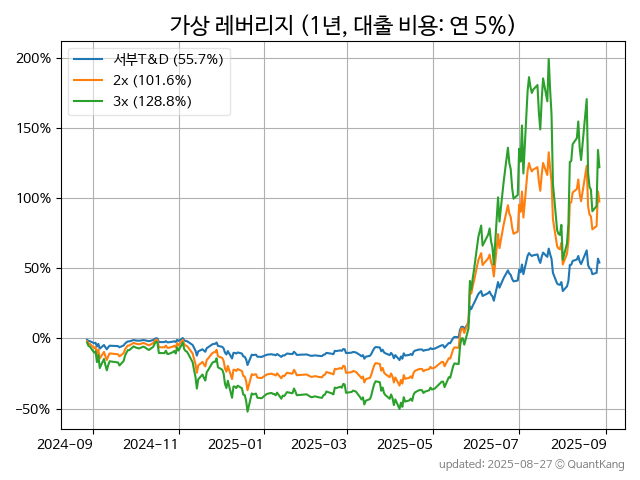 가상 레버리지 (1년, 대출 비용: 연 5%)
서부T&D (55.7%)
2x (101.6%)
3x (128.8%)
200%
150%
100%
50%
0%
−50%
2024-09 2024-11 2025-01 2025-03 2025-05 2025-07 2025-09
updated: 2025-08-27 © QuantKang